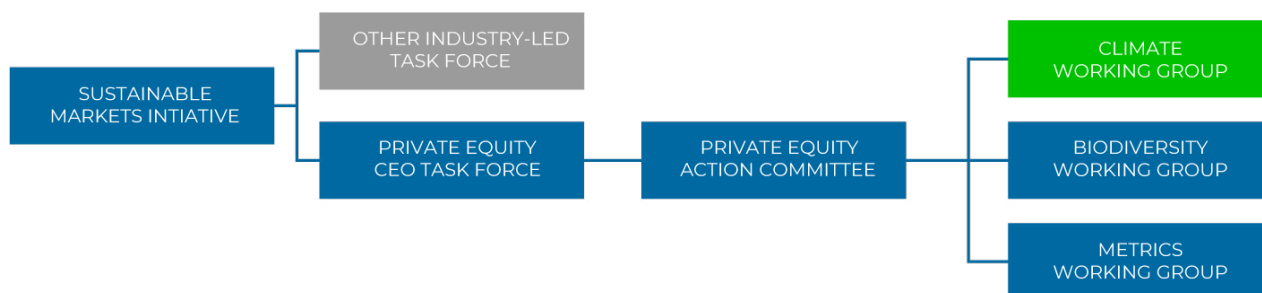 OTHER INDUSTRY-LED
TASK FORCE
SUSTAINABLE
MARKETS INTIATIVE
PRIVATE EQUITY
CEO TASK FORCE
PRIVATE EQUITY
ACTION COMMITTEE
CLIMATE
WORKING GROUP
BIODIVERSITY
WORKING GROUP
METRICS
WORKING GROUP